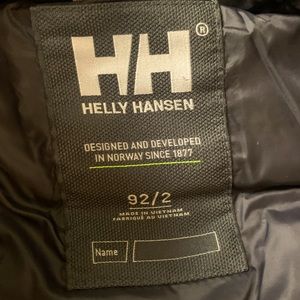 HH®
HELLY HANSEN
DESIGNED AND DEVELOPED
IN NORWAY SINCE 1877
92/2
MADE IN VIETNAM
FABRIQUÉ AU VIETNAM
Name